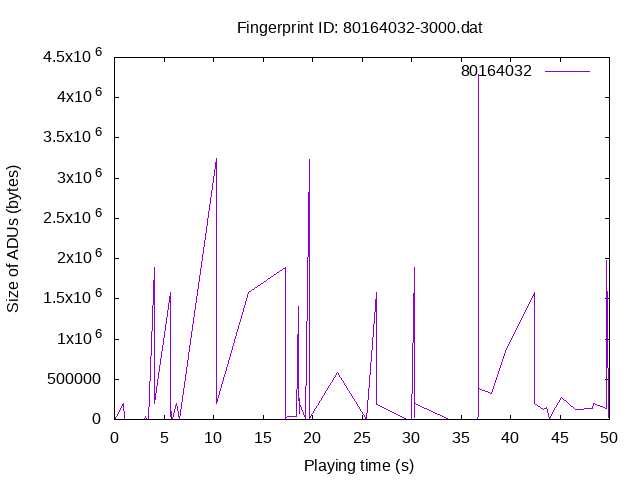 Fingerprint ID: 80164032-3000.dat
4.5x10 6
80164032
4x10 6
3.5x10 6
3x10 6
2.5x10 6
2x10 6
1.5x10 6
1x10 6
500000
0
Size of ADUs (bytes)
0 5 10 15 20 25 30 35 40 45 50
Playing time (s)